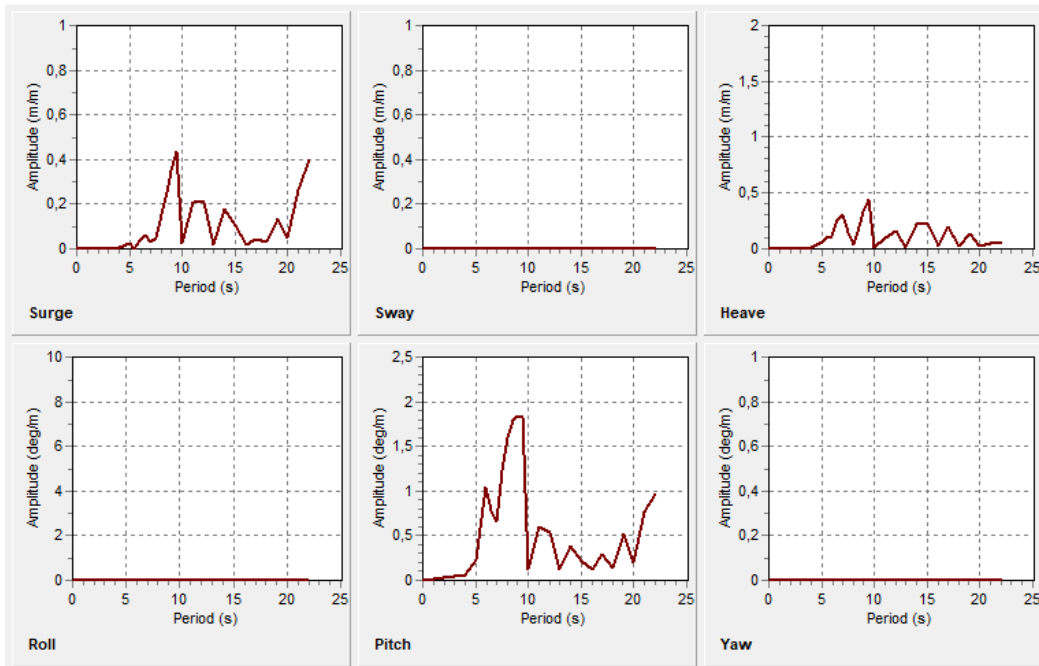 1
0,8
0,6
0,4
0,2
0
Amplitude (m/m)
0 5 10 15 20 25
Period (s)
Surge
1
0,8
0,6
0,4
0,2
0
Amplitude (m/m)
0 5 10 15 20 25
Period (s)
Sway
2
1,5
1
0,5
0
Amplitude (m/m)
0 5 10 15 20 25
Period (s)
Heave
10
8
6
4
2
0
Amplitude (deg/m)
0 5 10 15 20 25
Period (s)
Roll
2,5
2
1,5
1
0,5
0
Amplitude (deg/m)
0 5 10 15 20 25
Period (s)
Pitch
1
0,8
0,6
0,4
0,2
0
Amplitude (deg/m)
0 5 10 15 20 25
Period (s)
Yaw